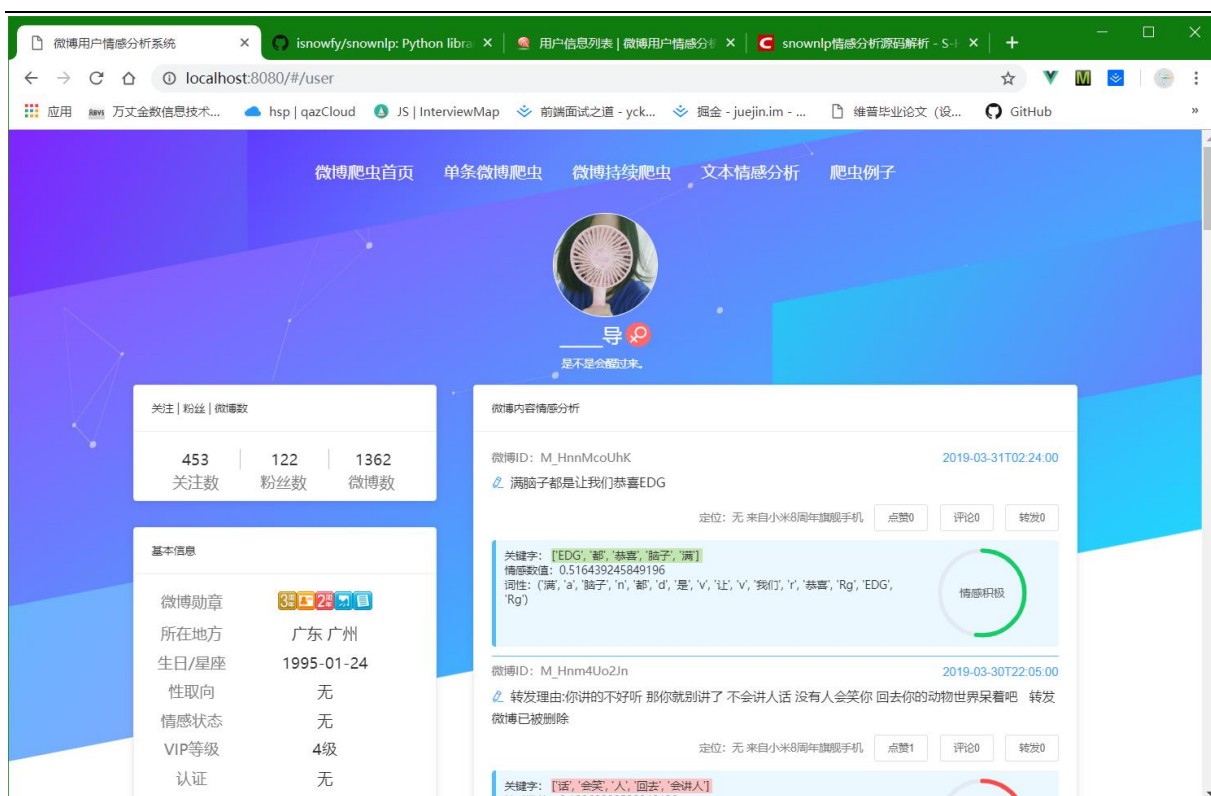 微博用户情感分析系统
isnowfy/snownlp: Python libra
用户信息列表 | 微博用户情感分
snownlp情感分析源码解析 - S-
localhost:8080/#/user
应用 万丈金数信息技术... hsp | qazCloud JS | InterviewMap 前端面试之道 - yck... 掘金 - juejin.im - ... 维普毕业论文 (设... GitHub »
微博爬虫首页 单条微博爬虫 微博持续爬虫 文本情感分析 爬虫例子
____导
是不是会醒过来。
关注 | 粉丝 | 微博数
453 122 1362
关注数 粉丝数 微博数
基本信息
微博勋章
所在地方 广东 广州
生日/星座 1995-01-24
性取向 无
情感状态 无
VIP等级 4级
认证 无
微博内容情感分析
微博ID：M_HnnMcoUhK 2019-03-31T02:24:00
满脑子都是让我们恭喜EDG
定位：无 来自小米8周年旗舰手机 点赞0 评论0 转发0
关键字： ['EDG', '都', '恭喜', '脑子', '满']
情感数值：0.516439245849196
词性：('满', 'a', '脑子', 'n', '都', 'd', '是', 'v', '让', 'v', '我们', 'r', '恭喜', 'Rg', 'EDG',
'Rg')
情感积极
微博ID：M_Hnm4Uo2Jn 2019-03-30T22:05:00
转发理由:你讲的不好听 那你就别讲了 不会讲人话 没有人会笑你 回去你的动物世界呆着吧 转发
微博已被删除
定位：无 来自小米8周年旗舰手机 点赞1 评论0 转发0
关键字： ['话', '会笑', '人', '回去', '会讲人']